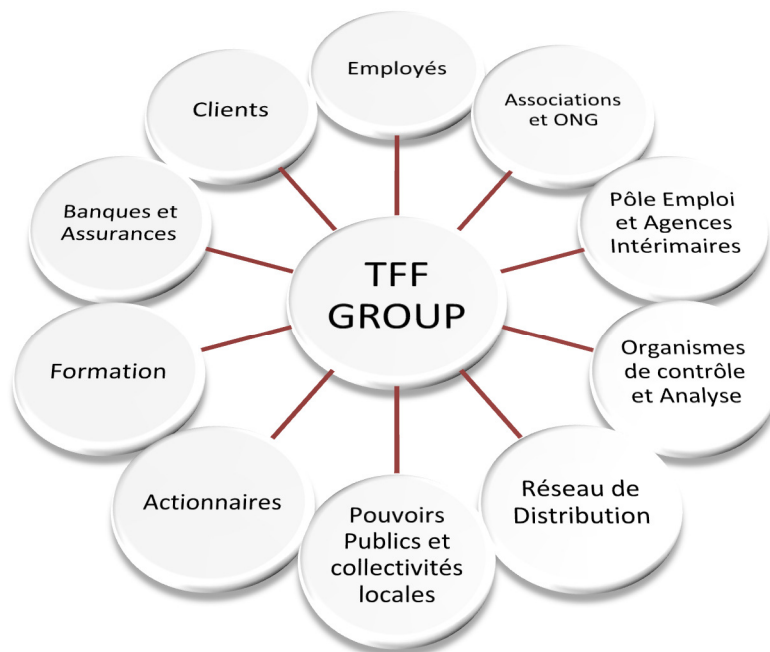 Employés
Associations
et ONG
Pôle Emploi
et Agences
Intérimaires
Organismes
de contrôle
et Analyse
Réseau de
Distribution
Pouvoirs
Publics et
collectivités
locales
Actionnaires
Formation
Banques et
Assurances
Clients
TFF
GROUP